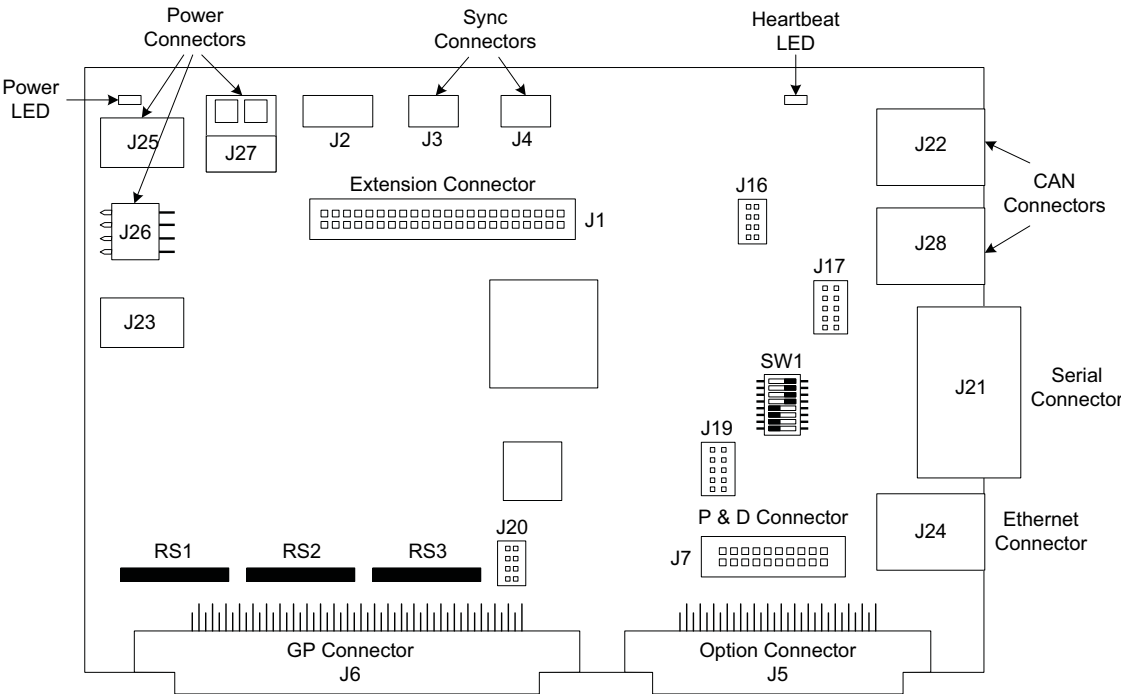 Power
Connectors
Sync
Connectors
Heartbeat
LED
Power
LED
J25
J27
J2
J3
J4
J22
CAN
Connectors
J16
Extension Connector
J1
J26
J28
J17
J23
SW1
J21
Serial
Connector
J19
P & D Connector
J7
J24
Ethernet
Connector
J20
RS1
RS2
RS3
GP Connector
J6
Option Connector
J5